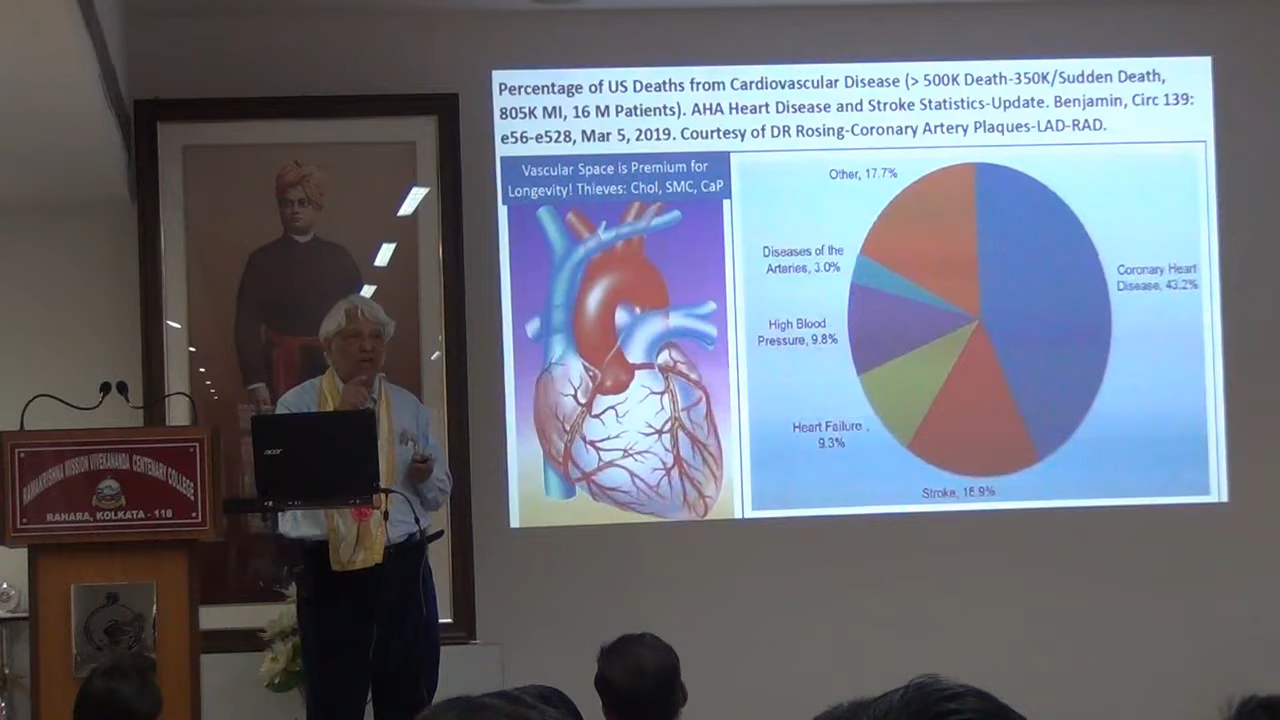 Percentage of US Deaths from Cardiovascular Disease (> 500K Death-350K/Sudden Death,
805K MI, 16 M Patients). AHA Heart Disease and Stroke Statistics-Update. Benjamin, Circ 139:
e56-e528, Mar 5, 2019. Courtesy of DR Rosing-Coronary Artery Plaques-LAD-RAD.
Vascular Space is Premium for
Longevity! Thieves: Chol, SMC, CaP
Other, 17.7%
Diseases of the
Arteries, 3.0%
High Blood
Pressure, 9.8%
Heart Failure,
9.3%
Stroke, 16.9%
Coronary Heart
Disease, 43.2%
acer
RAMAKRISHNA MISSION VIVEKANANDA CENTENARY COLLEGE
RAHARA, KOLKATA - 118